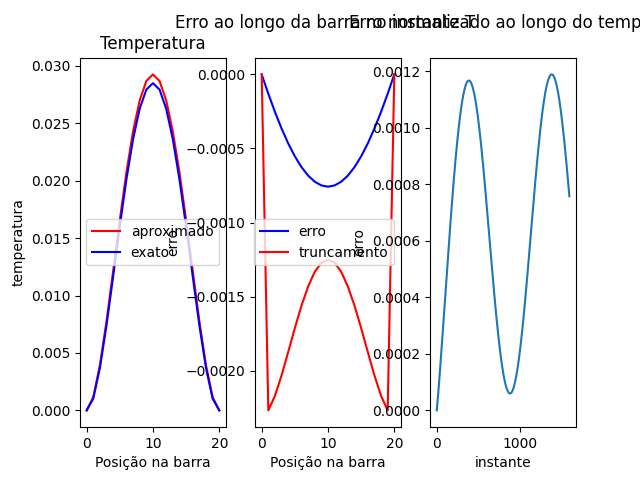 Temperatura
Erro ao longo da barra no instante T
Erro normalizado ao longo do temp
0.030
0.025
0.020
0.015
0.010
0.005
0.000
temperatura
aproximado
exato
0
10
20
Posição na barra
0.0000
−0.0005
−0.0010
−0.0015
−0.0020
erro
erro
truncamento
0
10
20
Posição na barra
0.0012
0.0010
0.0008
0.0006
0.0004
0.0002
0.0000
erro
0
1000
instante